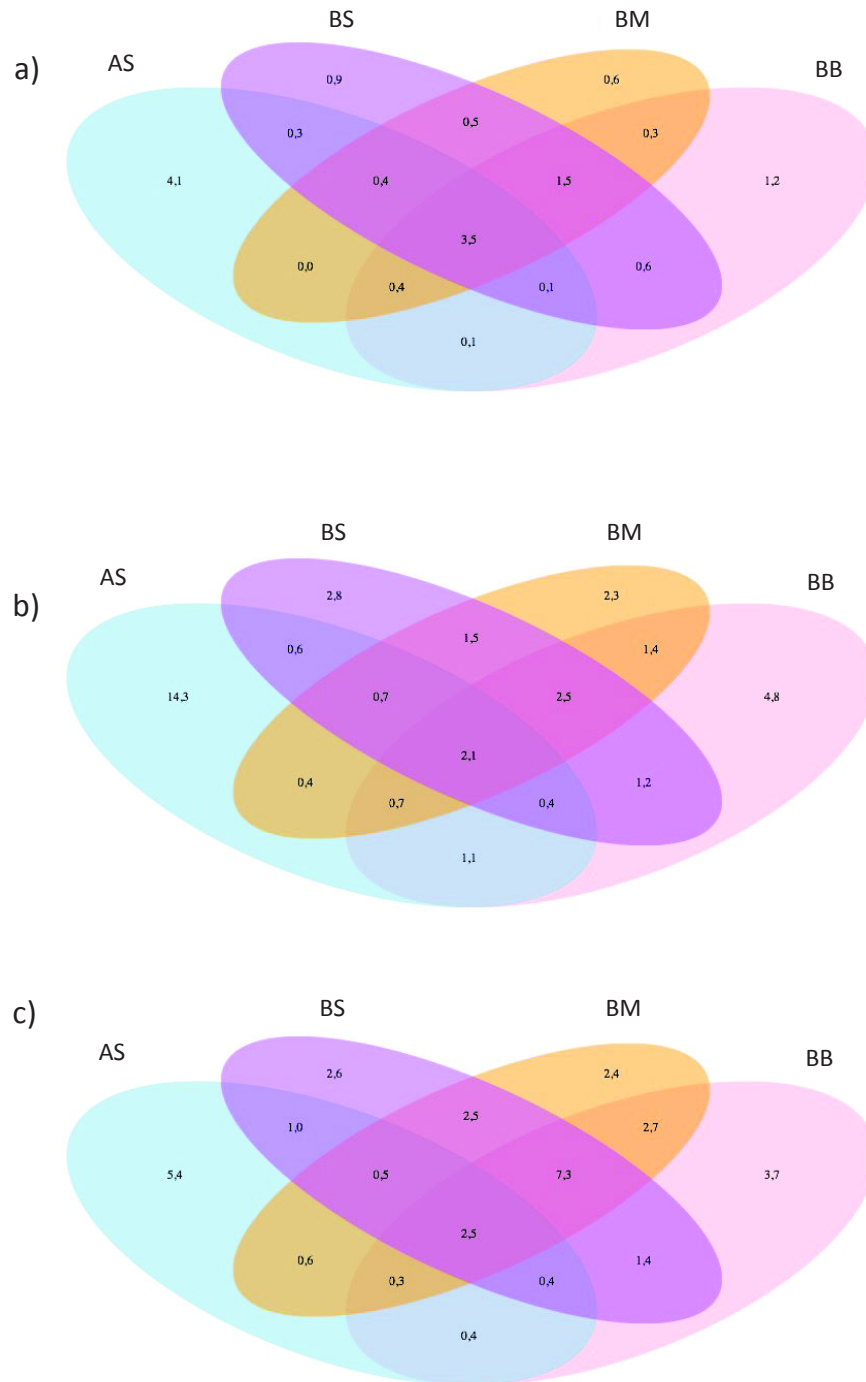 BS BM
a) AS BB
0,9 0,6
0,5
0,3 0,3
4,1 0,4 1,5 1,2
3,5
0,0 0,6
0,4 0,1
0,1
BS BM
AS BB
b)
2,8 2,3
1,5
0,6 1,4
14,3 0,7 2,5 4,8
2,1
0,4 1,2
0,7 0,4
1,1
BS BM
c)
AS BB
2,6 2,4
2,5
1,0 2,7
5,4 0,5 7,3 3,7
2,5
0,6 1,4
0,3 0,4
0,4